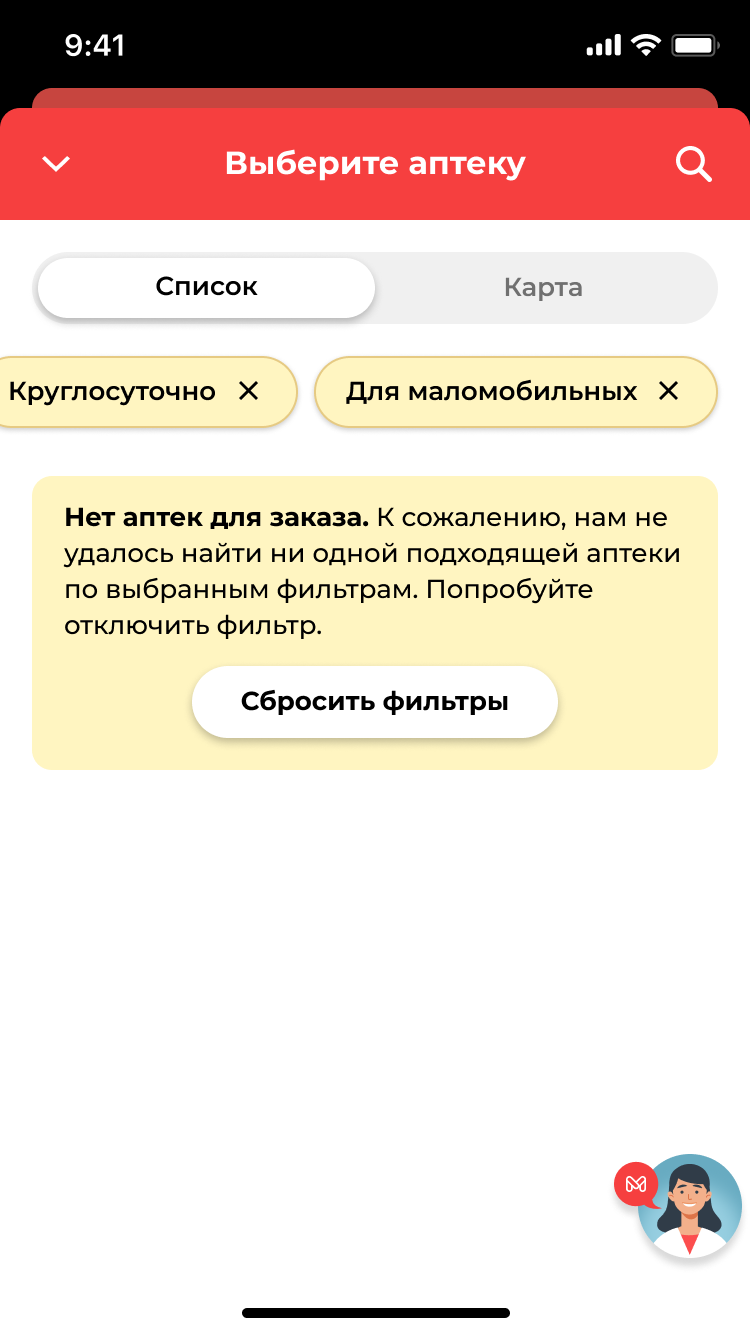 9:41
Выберите аптеку
Список Карта
Круглосуточно Для маломобильных
Нет аптек для заказа. К сожалению, нам не
удалось найти ни одной подходящей аптеки
по выбранным фильтрам. Попробуйте
отключить фильтр.
Сбросить фильтры